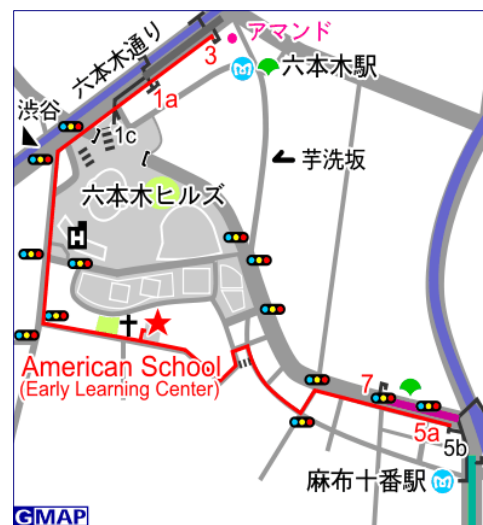 アマンド
六本木通り
3
六本木駅
1a
渋谷
1c
芋洗坂
六本木ヒルズ
H
American School
(Early Learning Center)
7
5a
5b
麻布十番駅
GMAP